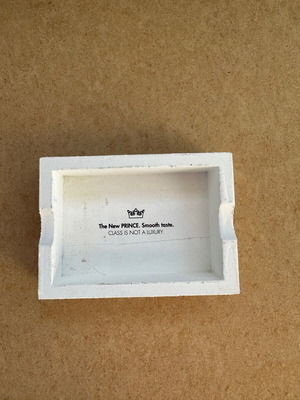 The New PRINCE. Smooth taste.
CLASS IS NOT A LUXURY.